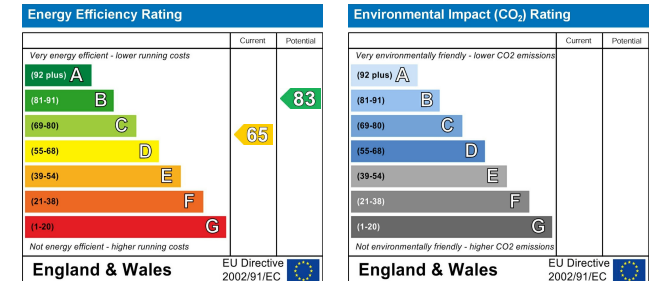 Energy Efficiency Rating
Current Potential
Very energy efficient - lower running costs
(92 plus) A
(81-91) B
83
(69-80) C
65
(55-68) D
(39-54) E
(21-38) F
(1-20) G
Not energy efficient - higher running costs
England & Wales
EU Directive
2002/91/EC
Environmental Impact (CO₂) Rating
Current Potential
Very environmentally friendly - lower CO2 emissions
(92 plus) A
(81-91) B
(69-80) C
(55-68) D
(39-54) E
(21-38) F
(1-20) G
Not environmentally friendly - higher CO2 emissions
England & Wales
EU Directive
2002/91/EC